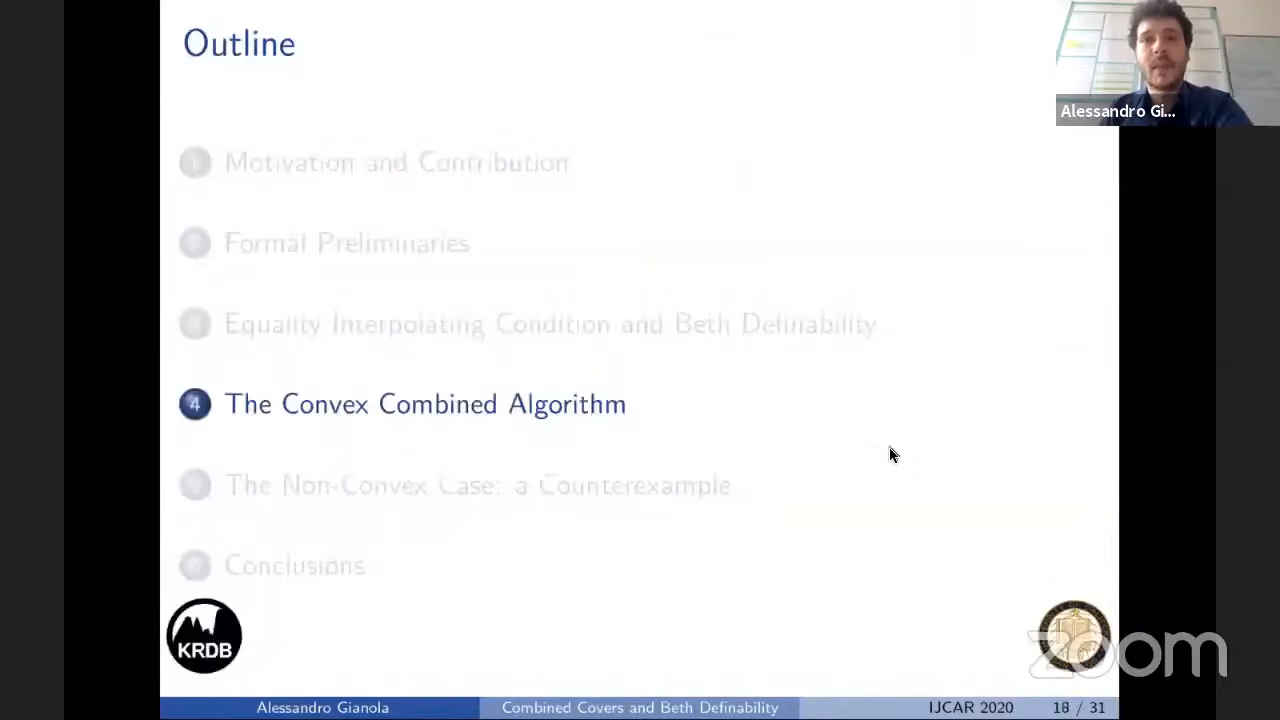 Outline
Alessandro Gi...
Motivation and Contribution
Formal Preliminaries
Equality Interpolating Condition and Beth Definability
4 The Convex Combined Algorithm
The Non-Convex Case: a Counterexample
Conclusions
KRDB
zoom
Alessandro Gianola
Combined Covers and Beth Definability
IJCAR 2020
18 / 31